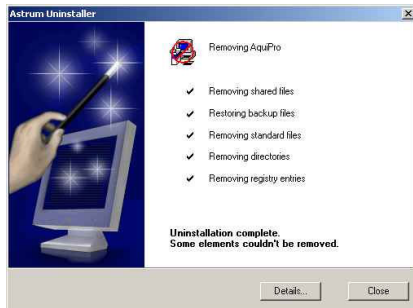 Astrum Uninstaller
Removing AquiPro
Removing shared files
Restoring backup files
Removing standard files
Removing directories
Removing registry entries
Uninstallation complete.
Some elements couldn't be removed.
Details... Close